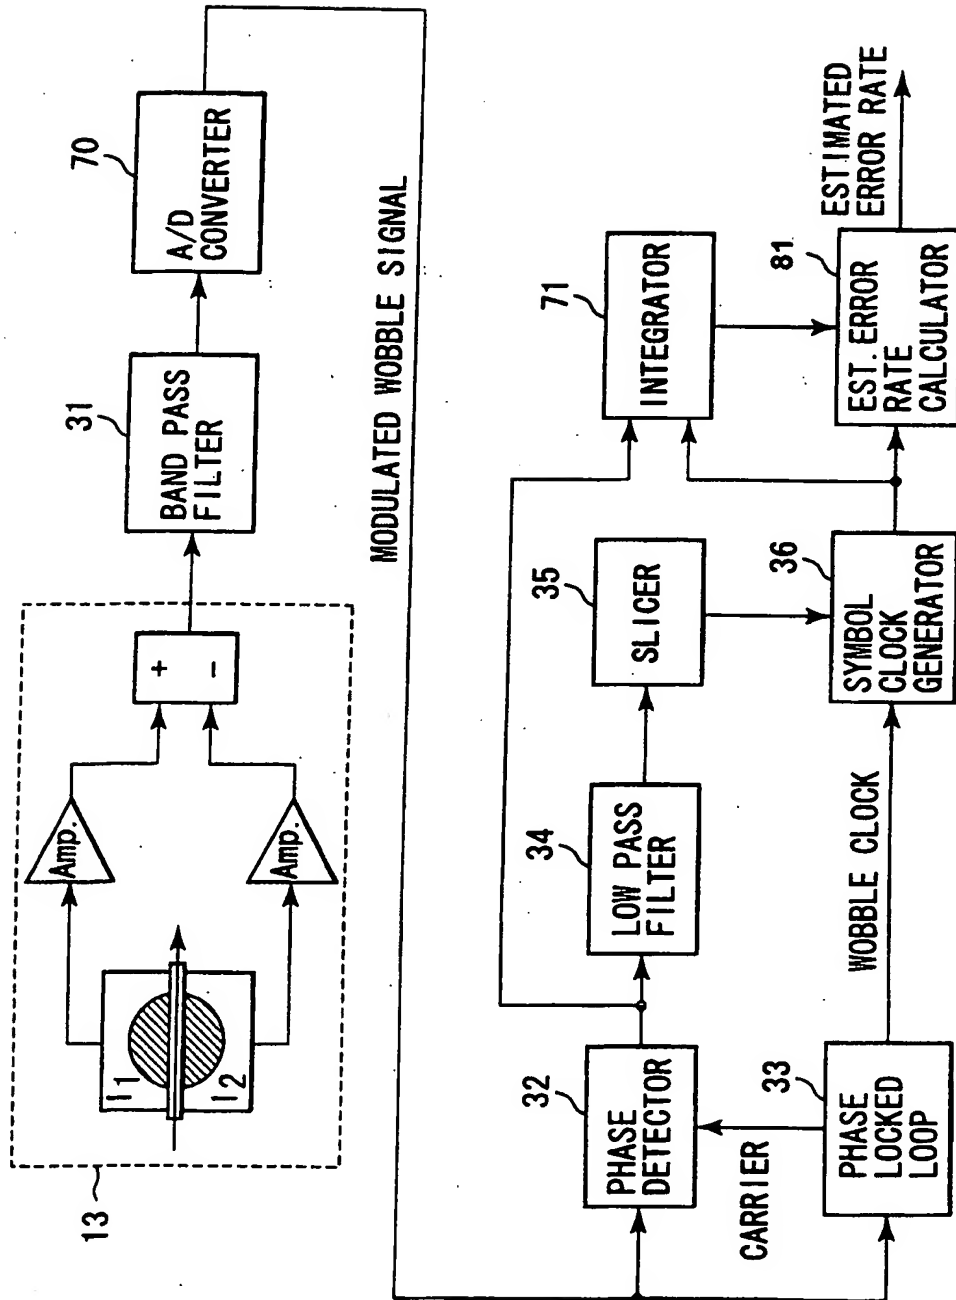 13
I1
I2
Amp.
Amp.
+
−
31
BAND PASS
FILTER
70
A/D
CONVERTER
MODULATED WOBBLE SIGNAL
32
PHASE
DETECTOR
CARRIER
33
PHASE
LOCKED
LOOP
34
LOW PASS
FILTER
35
SLICER
WOBBLE CLOCK
36
SYMBOL
CLOCK
GENERATOR
71
INTEGRATOR
81
EST. ERROR
RATE
CALCULATOR
ESTIMATED
ERROR RATE